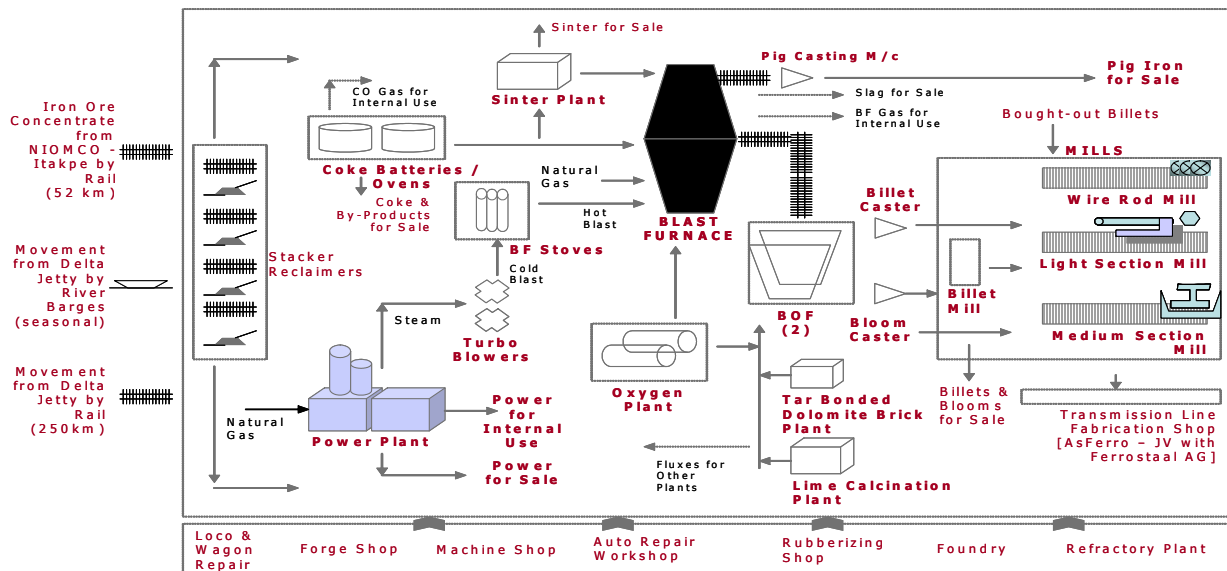 Sinter for Sale
Pig Casting M/c
Pig Iron
for Sale
Iron Ore
Concentrate
from
NIOMCO -
Itakpe by
Rail
(52 km)
CO Gas for
Internal Use
Sinter Plant
Slag for Sale
BF Gas for
Internal Use
Bought-out Billets
MILLS
Coke Batteries /
Ovens
Natural
Gas
Coke &
By-Products
for Sale
Hot
Blast
BLAST
FURNACE
Billet
Caster
Wire Rod Mill
BF Stoves
Movement
from Delta
Jetty by
River
Barges
(seasonal)
Stacker
Reclaimers
Cold
Blast
Light Section Mill
Billet
Mill
Steam
Turbo
Blowers
BOF
(2)
Bloom
Caster
Medium Section
Mill
Movement
from Delta
Jetty by
Rail
(250km)
Natural
Gas
Power Plant
Power for
Internal
Use
Power
for Sale
Oxygen
Plant
Tar Bonded
Dolomite Brick
Plant
Billets &
Blooms
for Sale
Transmission Line
Fabrication Shop
[AsFerro – JV with
Ferrostaal AG]
Fluxes for
Other
Plants
Lime Calcination
Plant
Loco &
Wagon
Repair
Forge Shop
Machine Shop
Auto Repair
Workshop
Rubberizing
Shop
Foundry
Refractory Plant